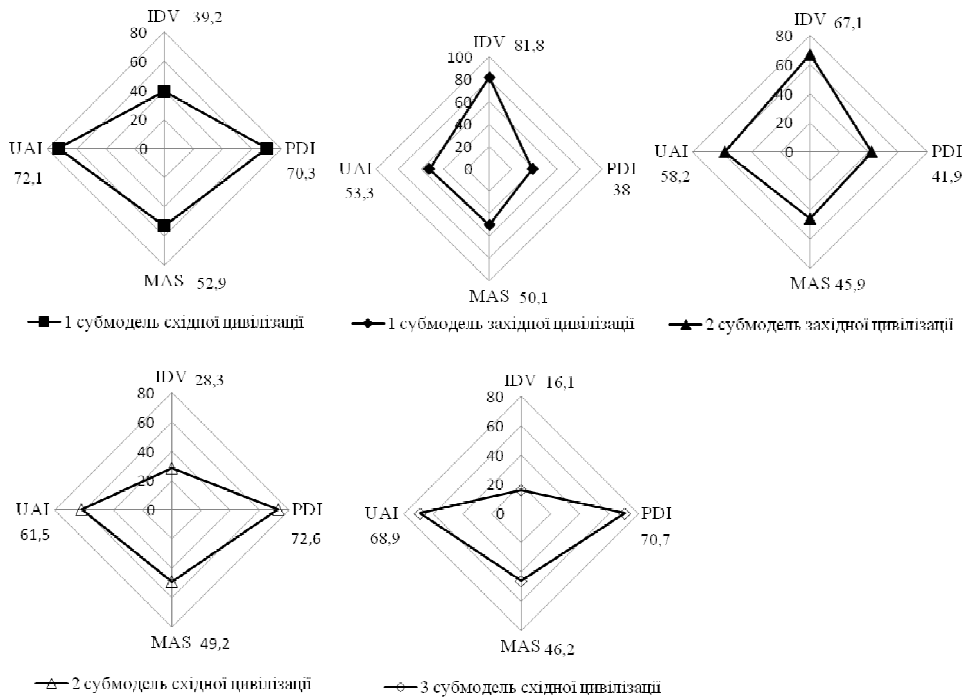 IDV 39,2
80
60
40
20
0
UAI
72,1
PDI
70,3
MAS 52,9
1 субмодель східної цивілізації
IDV 81,8
100
80
60
40
20
0
UAI
53,3
PDI
38
MAS 50,1
1 субмодель західної цивілізації
IDV 67,1
80
60
40
20
0
UAI
58,2
PDI
41,9
MAS 45,9
2 субмодель західної цивілізації
IDV 28,3
80
60
40
20
0
UAI
61,5
PDI
72,6
MAS 49,2
2 субмодель східної цивілізації
IDV 16,1
80
60
40
20
0
UAI
68,9
PDI
70,7
MAS 46,2
3 субмодель східної цивілізації